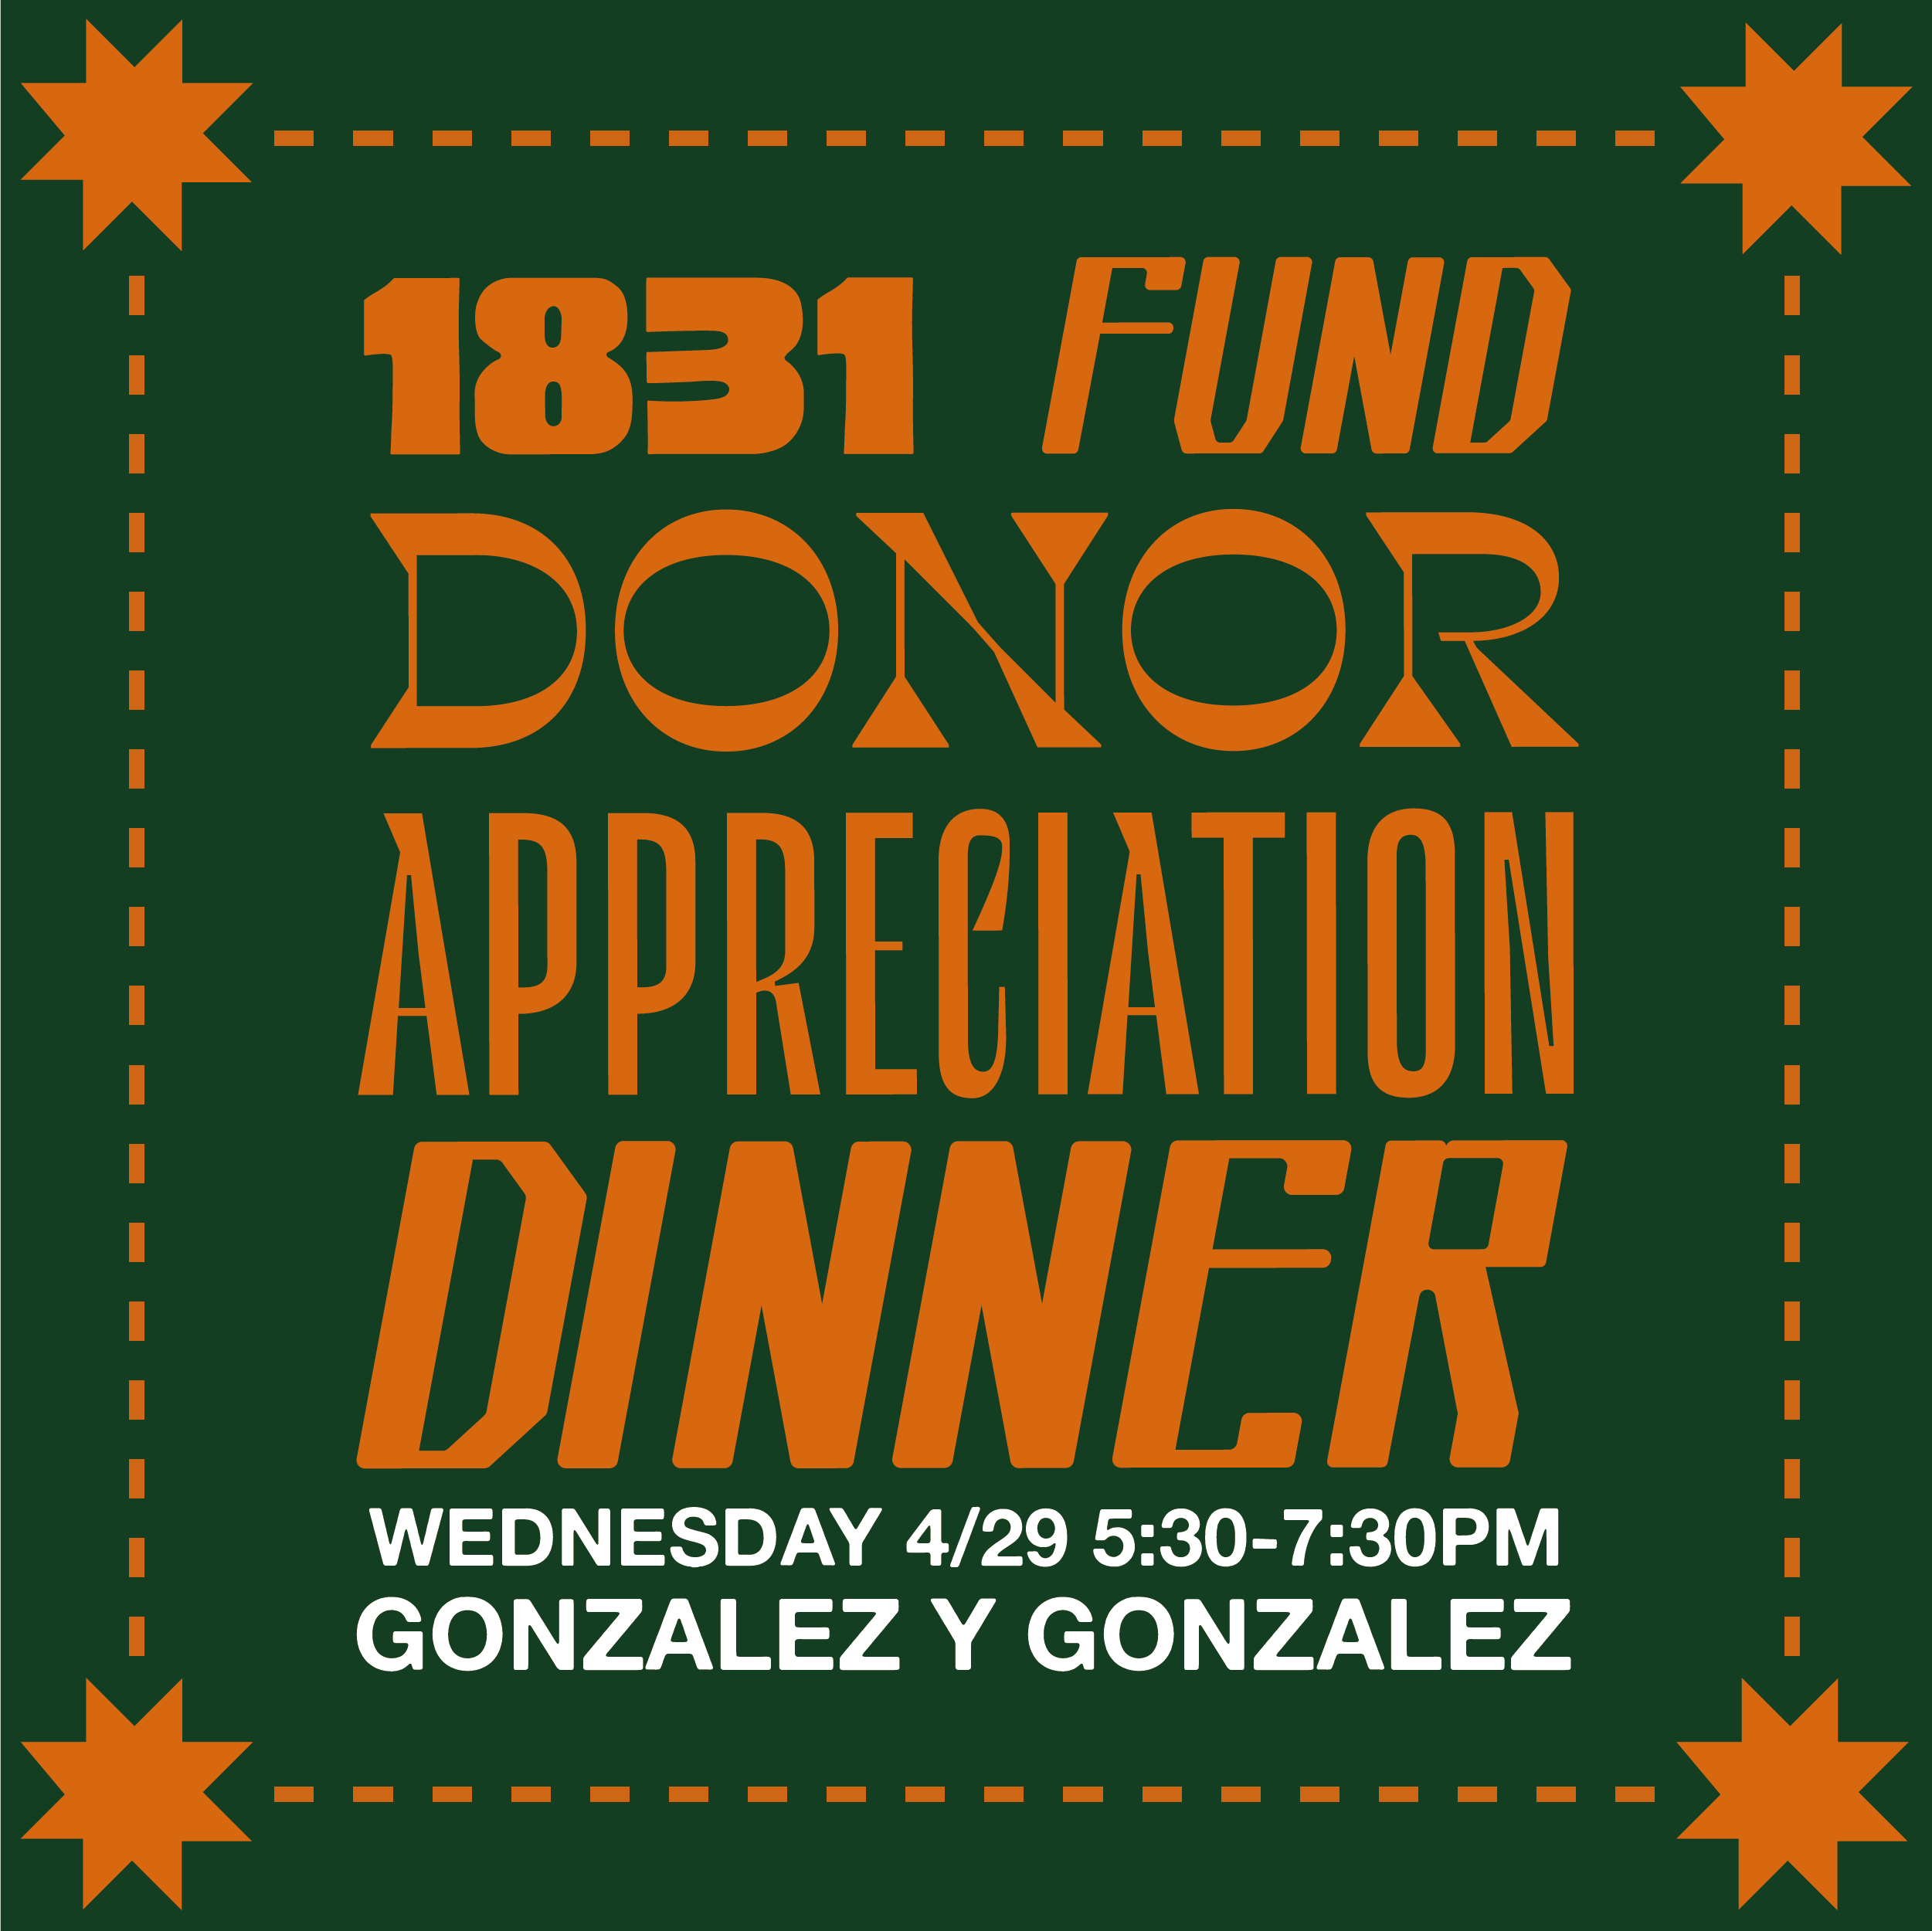 1831 FUND
DONOR
APPRECIATION
DINNER
WEDNESDAY 4/29 5:30-7:30PM
GONZALEZ Y GONZALEZ